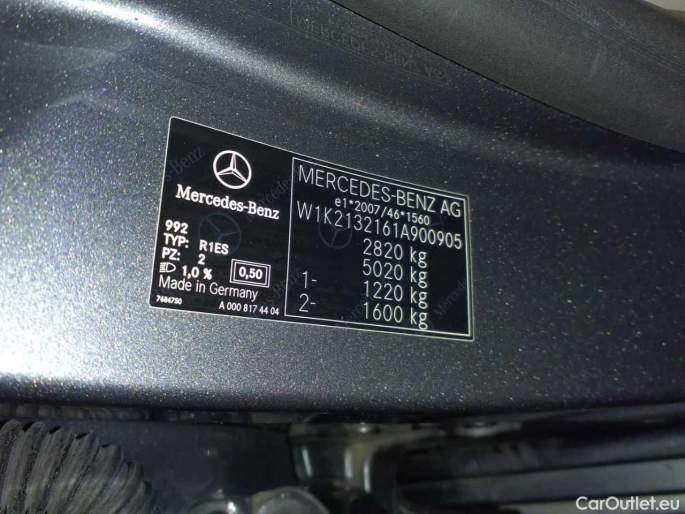 Mercedes-Benz
992
TYP: R1ES
PZ: 2
1,0 % 0,50
Made in Germany
7684750 A 000 817 44 04
MERCEDES-BENZ AG
e1*2007/46*1560
W1K2132161A900905
2820 kg
5020 kg
1- 1220 kg
2- 1600 kg
CarOutlet.eu